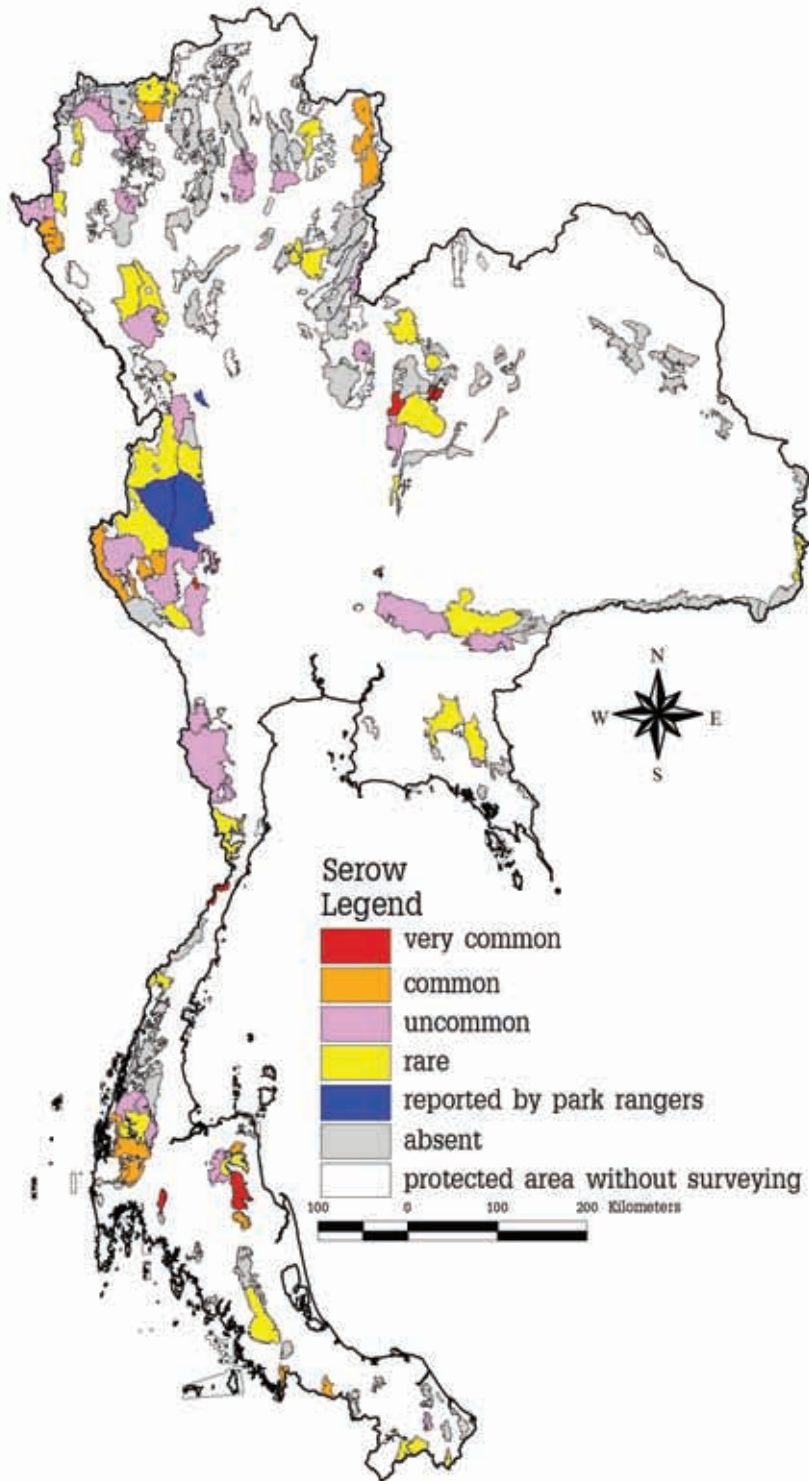 N
W E
S
Serow
Legend
very common
common
uncommon
rare
reported by park rangers
absent
protected area without surveying
100 0 100 200 Kilometers